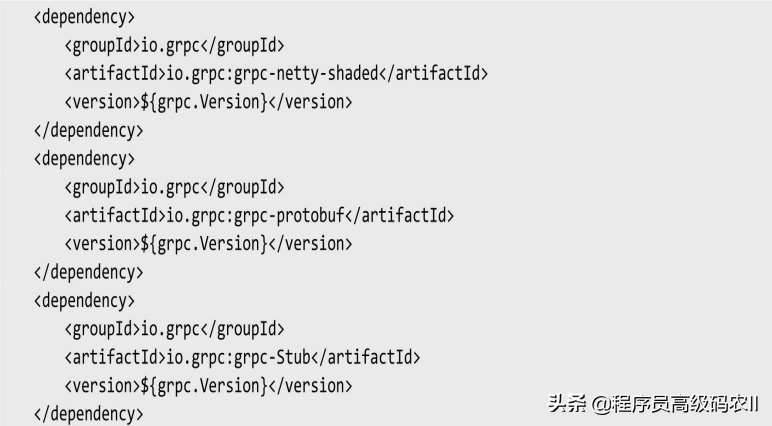 <dependency>
    <groupId>io.grpc</groupId>
    <artifactId>io.grpc:grpc-netty-shaded</artifactId>
    <version>${grpc.Version}</version>
</dependency>
<dependency>
    <groupId>io.grpc</groupId>
    <artifactId>io.grpc:grpc-protobuf</artifactId>
    <version>${grpc.Version}</version>
</dependency>
<dependency>
    <groupId>io.grpc</groupId>
    <artifactId>io.grpc:grpc-Stub</artifactId>
    <version>${grpc.Version}</version>
</dependency>
头条 @程序员高级码农II